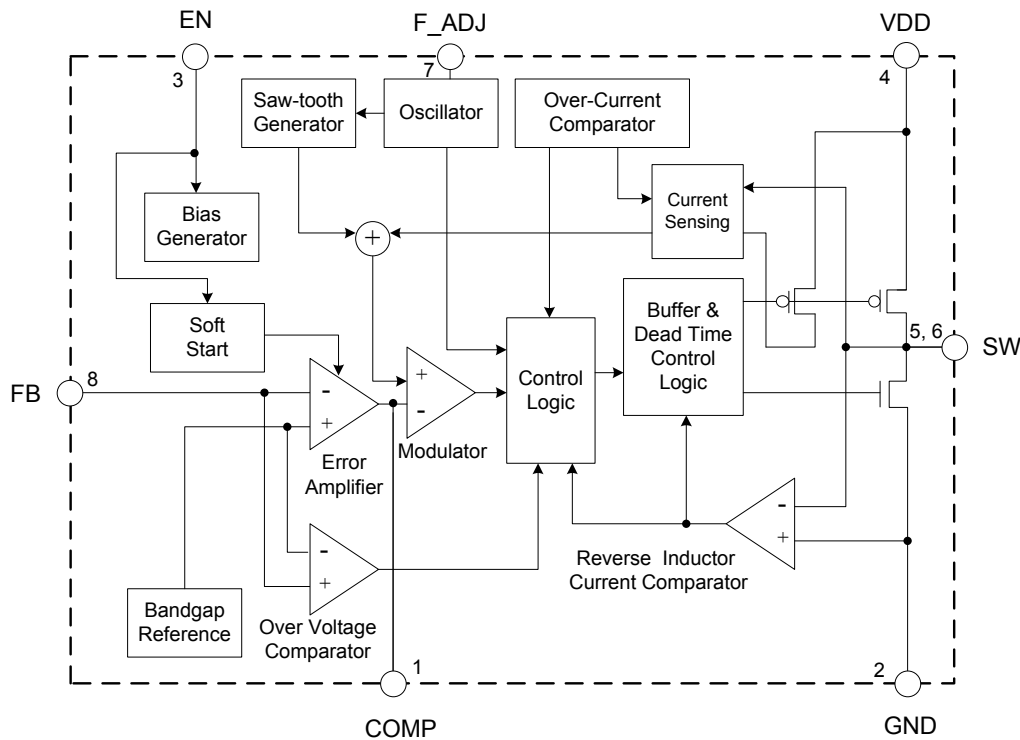 EN
F_ADJ
VDD
3
7
4
Saw-tooth
Generator
Oscillator
Over-Current
Comparator
Bias
Generator
Current
Sensing
+
Soft
Start
Buffer &
Dead Time
Control
Logic
5, 6
SW
FB
8
-
+
Error
Amplifier
+
-
Modulator
Control
Logic
-
+
Reverse Inductor
Current Comparator
-
+
Over Voltage
Comparator
Bandgap
Reference
1
2
COMP
GND